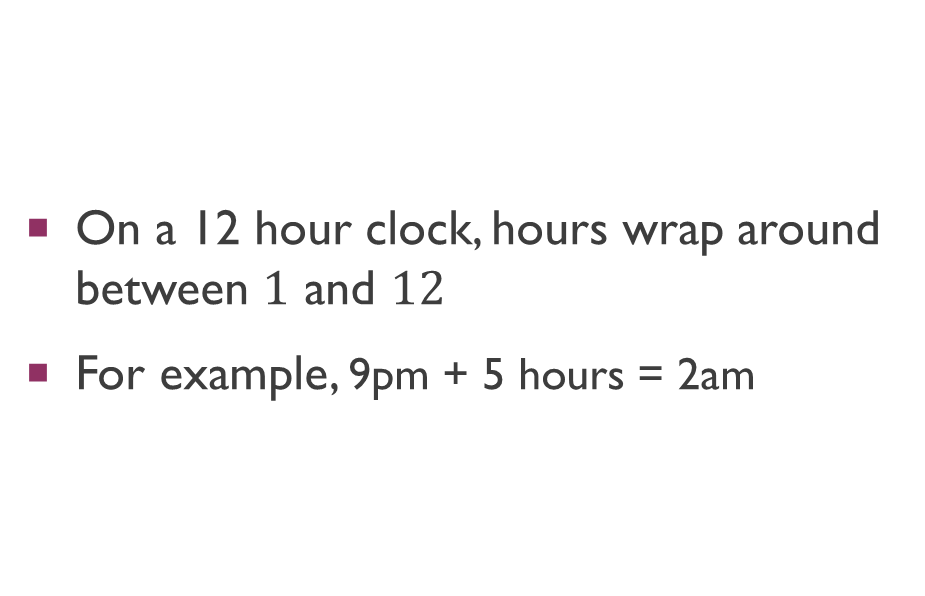 On a 12 hour clock, hours wrap around
between 1 and 12
For example, 9pm + 5 hours = 2am